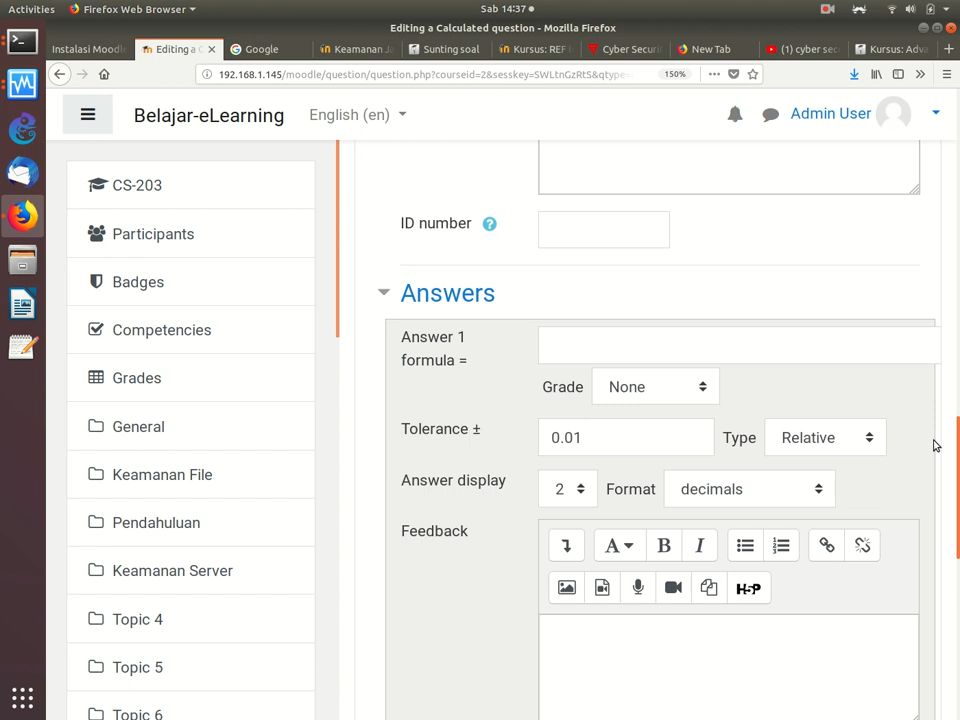 Activities
Firefox Web Browser
Sab 14:37
Editing a Calculated question - Mozilla Firefox
Instalasi Moodl
Editing a C
Google
Keamanan J
Sunting soal
Kursus: REF
Cyber Securi
New Tab
(1) cyber sec
Kursus: Adva
192.168.1.145/moodle/question/question.php?courseid=2&sesskey=SWLtnGzRtS&qtype=
150%
Belajar-eLearning
English (en)
Admin User
CS-203
Participants
Badges
Competencies
Grades
General
Keamanan File
Pendahuluan
Keamanan Server
Topic 4
Topic 5
Topic 6
ID number
Answers
Answer 1
formula =
Grade
None
Tolerance ±
0.01
Type
Relative
Answer display
2
Format
decimals
Feedback
A
B
I
H-P